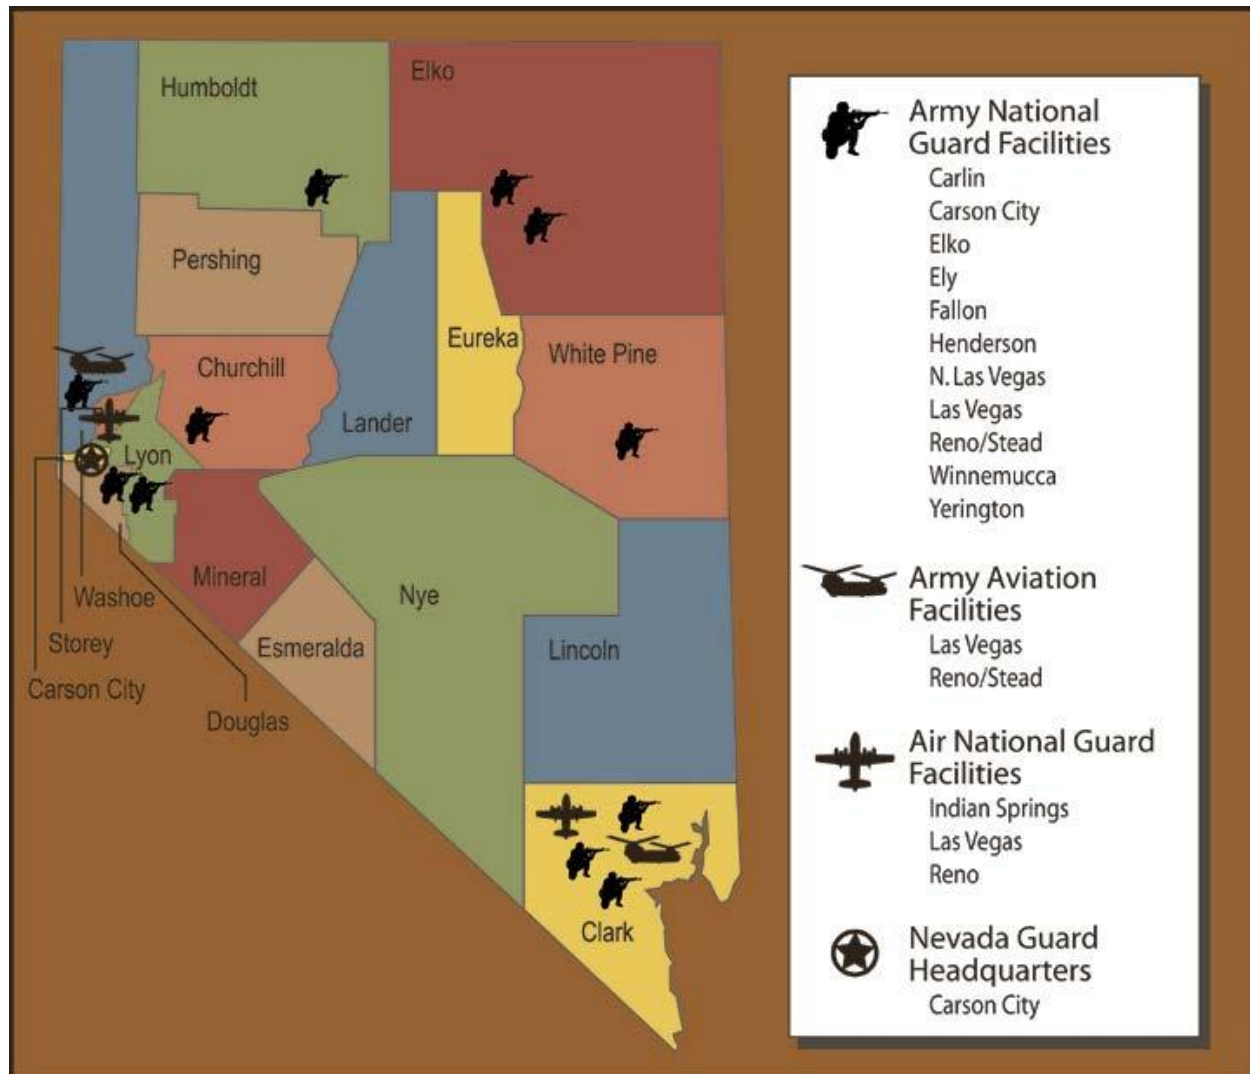 Humboldt
Elko
Pershing
Eureka
White Pine
Churchill
Lander
Lyon
Mineral
Nye
Washoe
Storey
Esmeralda
Lincoln
Carson City
Douglas
Clark
Army National
Guard Facilities
Carlin
Carson City
Elko
Ely
Fallon
Henderson
N. Las Vegas
Las Vegas
Reno/Stead
Winnemucca
Yerington
Army Aviation
Facilities
Las Vegas
Reno/Stead
Air National Guard
Facilities
Indian Springs
Las Vegas
Reno
Nevada Guard
Headquarters
Carson City